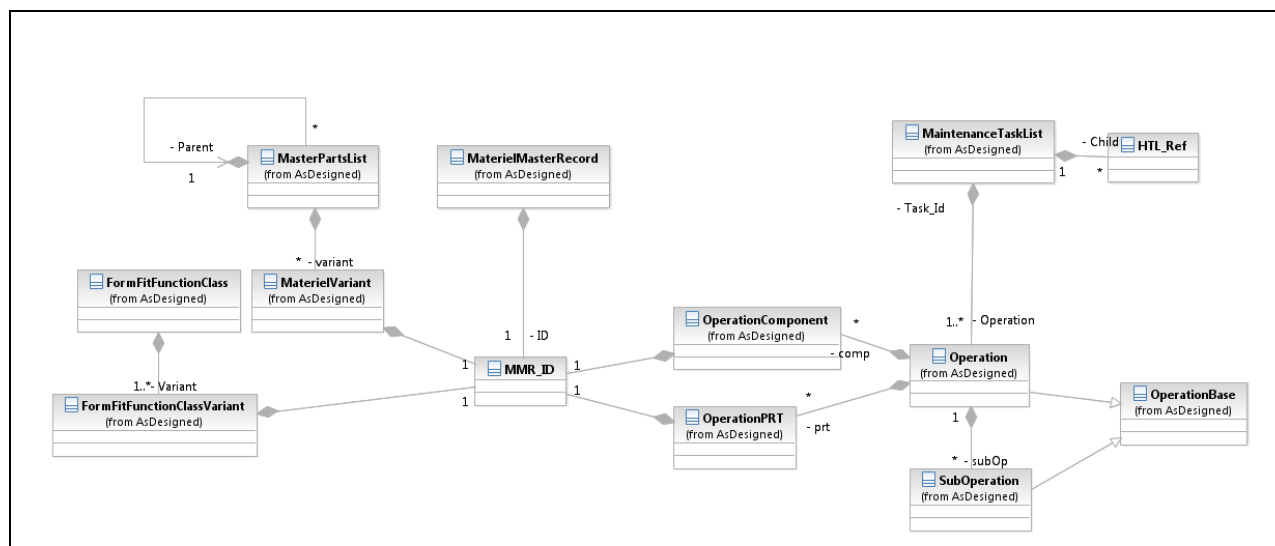 *
- Parent
1
MasterPartsList
(from AsDesigned)
MaterielMasterRecord
(from AsDesigned)
MaintenanceTaskList
(from AsDesigned)
- Child
1
*
HTL_Ref
- Task_Id
* - variant
FormFitFunctionClass
(from AsDesigned)
MaterielVariant
(from AsDesigned)
1 - ID
OperationComponent
(from AsDesigned)
*
- comp
1..* - Operation
Operation
(from AsDesigned)
1
MMR_ID
1
1
1
1..* - Variant
FormFitFunctionClassVariant
(from AsDesigned)
OperationPRT
(from AsDesigned)
*
- prt
1
OperationBase
(from AsDesigned)
* - subOp
SubOperation
(from AsDesigned)